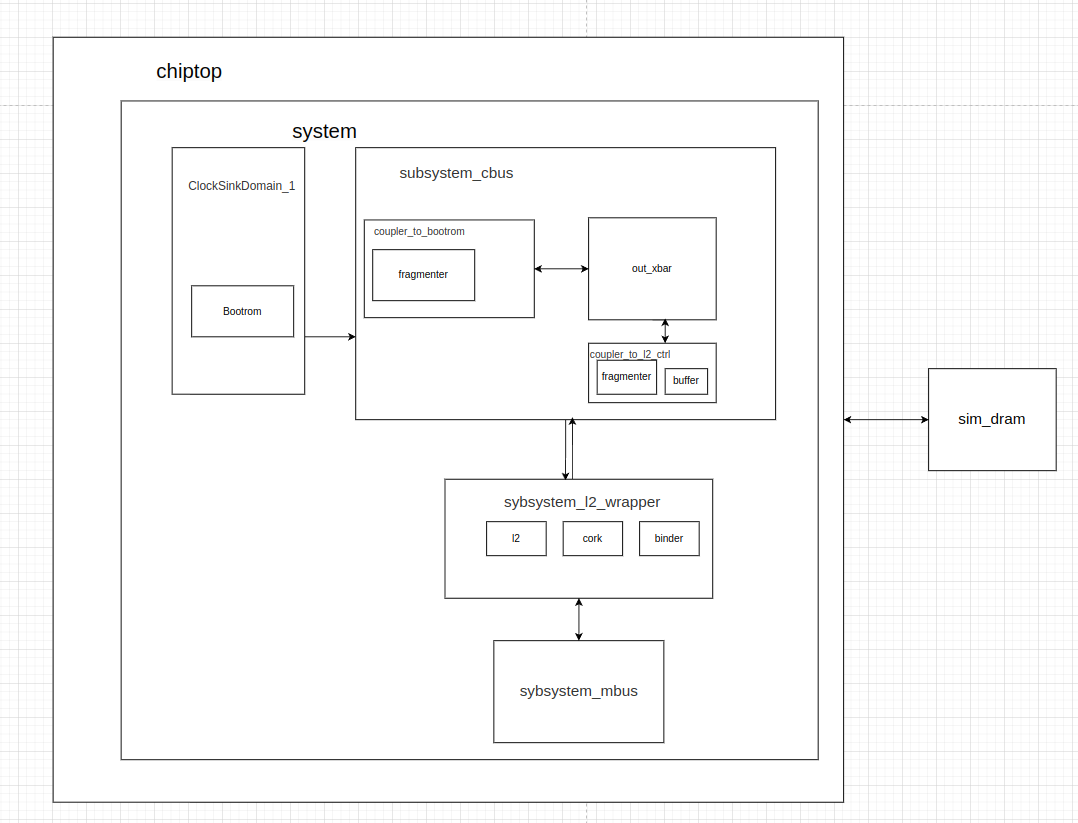 chiptop
system
ClockSinkDomain_1
Bootrom
subsystem_cbus
coupler_to_bootrom
fragmenter
out_xbar
coupler_to_l2_ctrl
fragmenter
buffer
sybsystem_l2_wrapper
l2
cork
binder
sybsystem_mbus
sim_dram